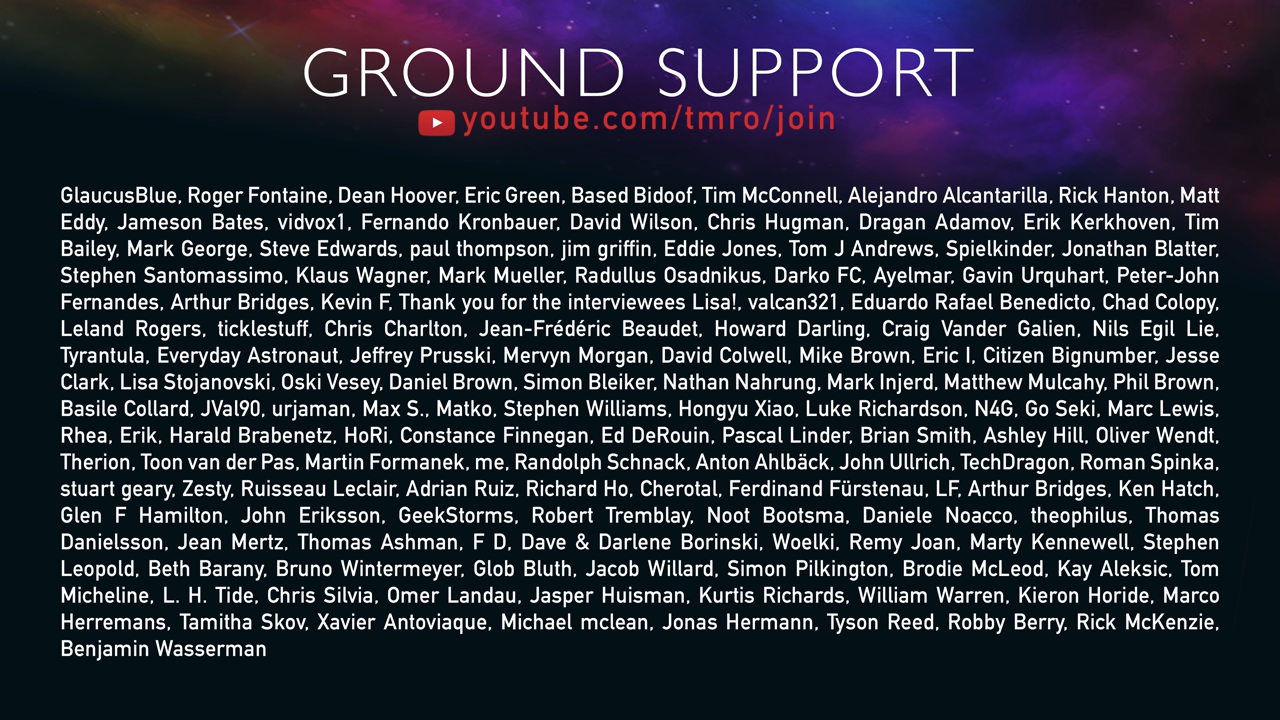 GROUND SUPPORT
youtube.com/tmro/join
GlaucusBlue, Roger Fontaine, Dean Hoover, Eric Green, Based Bidoof, Tim McConnell, Alejandro Alcantarilla, Rick Hanton, Matt
Eddy, Jameson Bates, vidvox1, Fernando Kronbauer, David Wilson, Chris Hugman, Dragan Adamov, Erik Kerkhoven, Tim
Bailey, Mark George, Steve Edwards, paul thompson, jim griffin, Eddie Jones, Tom J Andrews, Spielkinder, Jonathan Blatter,
Stephen Santomassimo, Klaus Wagner, Mark Mueller, Radullus Osadnikus, Darko FC, Ayelmar, Gavin Urquhart, Peter-John
Fernandes, Arthur Bridges, Kevin F, Thank you for the interviewees Lisa!, valcan321, Eduardo Rafael Benedicto, Chad Colopy,
Leland Rogers, ticklestuff, Chris Charlton, Jean-Frédéric Beaudet, Howard Darling, Craig Vander Galien, Nils Egil Lie,
Tyrantula, Everyday Astronaut, Jeffrey Prusski, Mervyn Morgan, David Colwell, Mike Brown, Eric I, Citizen Bignumber, Jesse
Clark, Lisa Stojanovski, Oski Vesey, Daniel Brown, Simon Bleiker, Nathan Nahrung, Mark Injerd, Matthew Mulcahy, Phil Brown,
Basile Collard, JVal90, urjaman, Max S., Matko, Stephen Williams, Hongyu Xiao, Luke Richardson, N4G, Go Seki, Marc Lewis,
Rhea, Erik, Harald Brabenetz, HoRi, Constance Finnegan, Ed DeRouin, Pascal Linder, Brian Smith, Ashley Hill, Oliver Wendt,
Therion, Toon van der Pas, Martin Formanek, me, Randolph Schnack, Anton Ahlbäck, John Ullrich, TechDragon, Roman Spinka,
stuart geary, Zesty, Ruisseau Leclair, Adrian Ruiz, Richard Ho, Cherotal, Ferdinand Fürstenau, LF, Arthur Bridges, Ken Hatch,
Glen F Hamilton, John Eriksson, GeekStorms, Robert Tremblay, Noot Bootsma, Daniele Noacco, theophilus, Thomas
Danielsson, Jean Mertz, Thomas Ashman, F D, Dave & Darlene Borinski, Woelki, Remy Joan, Marty Kennewell, Stephen
Leopold, Beth Barany, Bruno Wintermeyer, Glob Bluth, Jacob Willard, Simon Pilkington, Brodie McLeod, Kay Aleksic, Tom
Micheline, L. H. Tide, Chris Silvia, Omer Landau, Jasper Huisman, Kurtis Richards, William Warren, Kieron Horide, Marco
Herremans, Tamitha Skov, Xavier Antoviaque, Michael mclean, Jonas Hermann, Tyson Reed, Robby Berry, Rick McKenzie,
Benjamin Wasserman